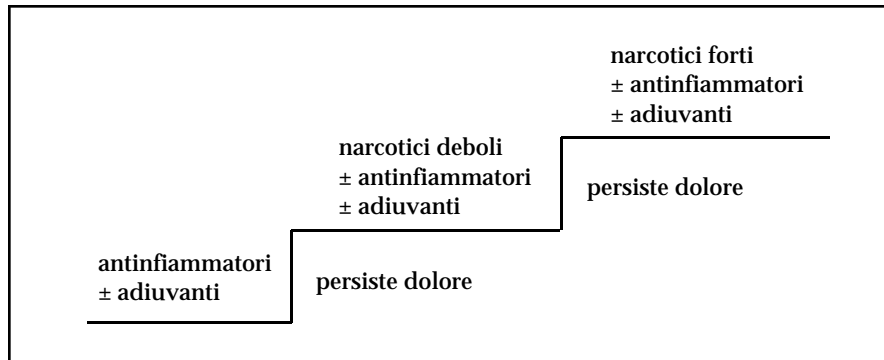 narcotici forti
± antinfiammatori
± adiuvanti
narcotici deboli
± antinfiammatori
± adiuvanti
persiste dolore
antinfiammatori
± adiuvanti
persiste dolore